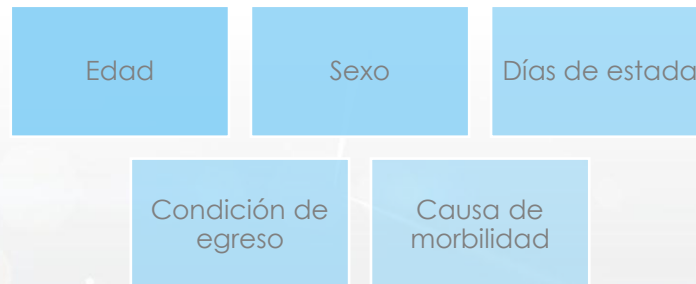 Edad
Sexo
Días de estada
Condición de
egreso
Causa de
morbilidad